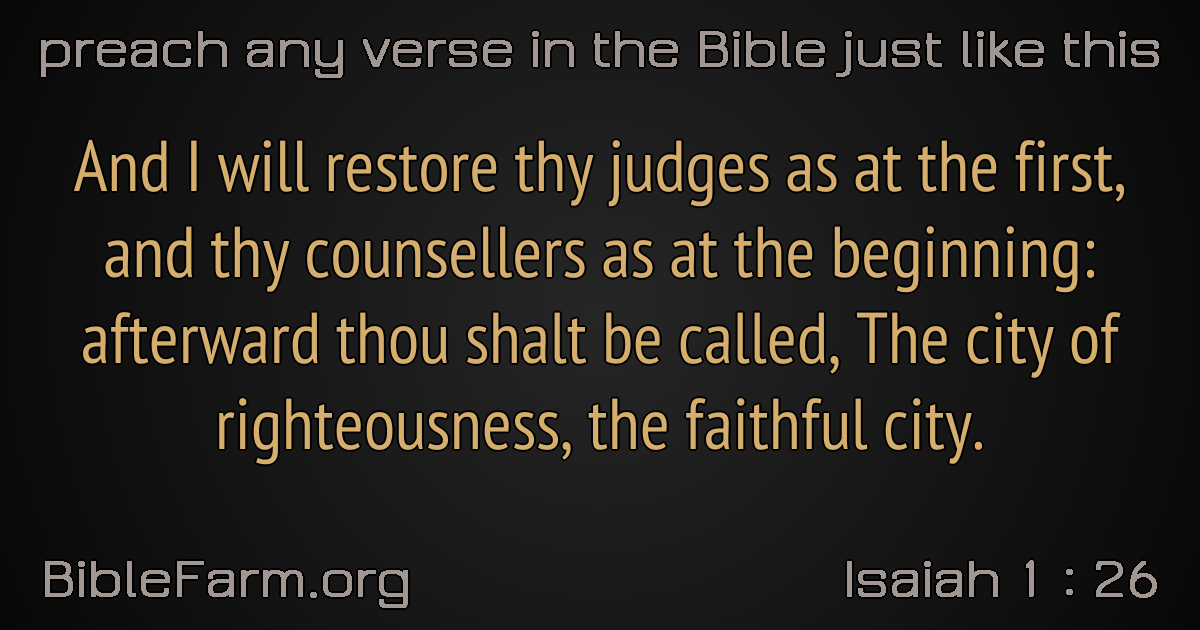 preach any verse in the Bible just like this
And I will restore thy judges as at the first,
and thy counsellers as at the beginning:
afterward thou shalt be called, The city of
righteousness, the faithful city.
BibleFarm.org
Isaiah 1 : 26